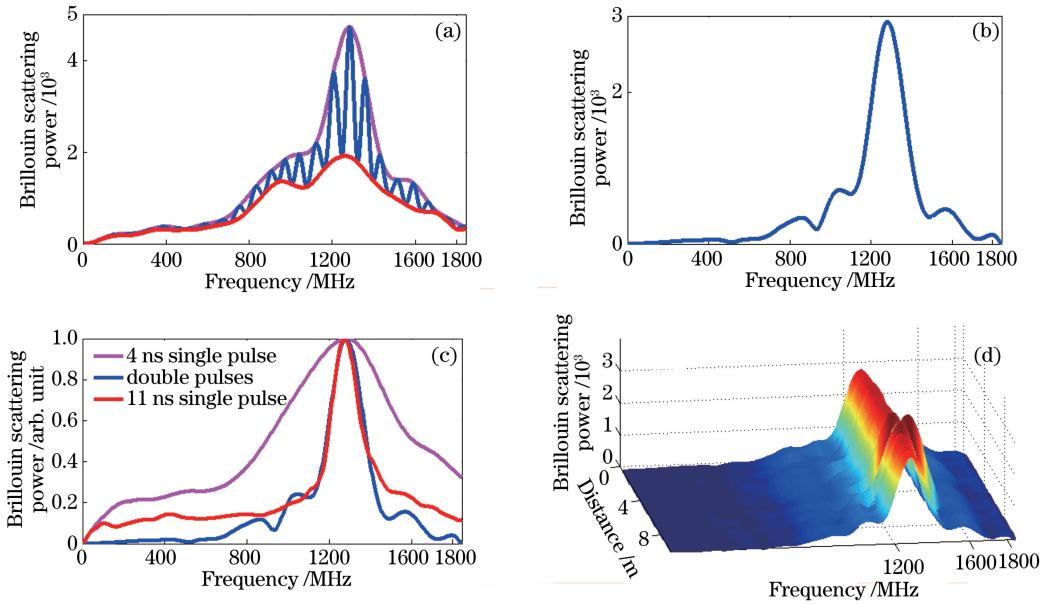 (a)
Brillouin scattering
power /10³
5
4
2
1
0
0 400 800 1200 1600 1800
Frequency /MHz
(b)
Brillouin scattering
power /10³
3
2
1
0
0 400 800 1200 1600 1800
Frequency /MHz
(c)
4 ns single pulse
double pulses
11 ns single pulse
Brillouin scattering
power /arb. unit
1.0
0.8
0.6
0.4
0.2
0
0 400 800 1200 1600 1800
Frequency /MHz
(d)
Brillouin scattering
power /10³
3
2
1
0
0
4
8
Distance /m
1200 1600 1800
Frequency /MHz